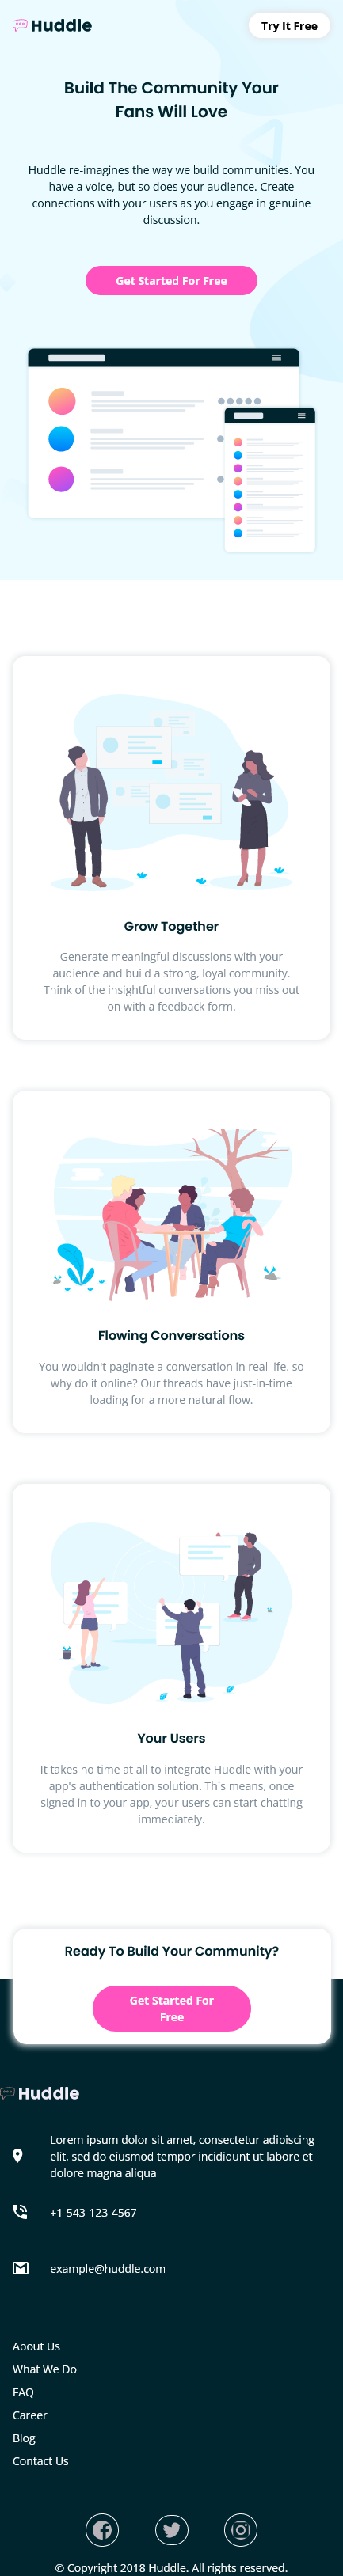 Huddle
Try It Free
Build The Community Your
Fans Will Love
Huddle re-imagines the way we build communities. You
have a voice, but so does your audience. Create
connections with your users as you engage in genuine
discussion.
Get Started For Free
Grow Together
Generate meaningful discussions with your
audience and build a strong, loyal community.
Think of the insightful conversations you miss out
on with a feedback form.
Flowing Conversations
You wouldn't paginate a conversation in real life, so
why do it online? Our threads have just-in-time
loading for a more natural flow.
Your Users
It takes no time at all to integrate Huddle with your
app's authentication solution. This means, once
signed in to your app, your users can start chatting
immediately.
Ready To Build Your Community?
Get Started For
Free
Huddle
Lorem ipsum dolor sit amet, consectetur adipiscing
elit, sed do eiusmod tempor incididunt ut labore et
dolore magna aliqua
+1-543-123-4567
example@huddle.com
About Us
What We Do
FAQ
Career
Blog
Contact Us
© Copyright 2018 Huddle. All rights reserved.